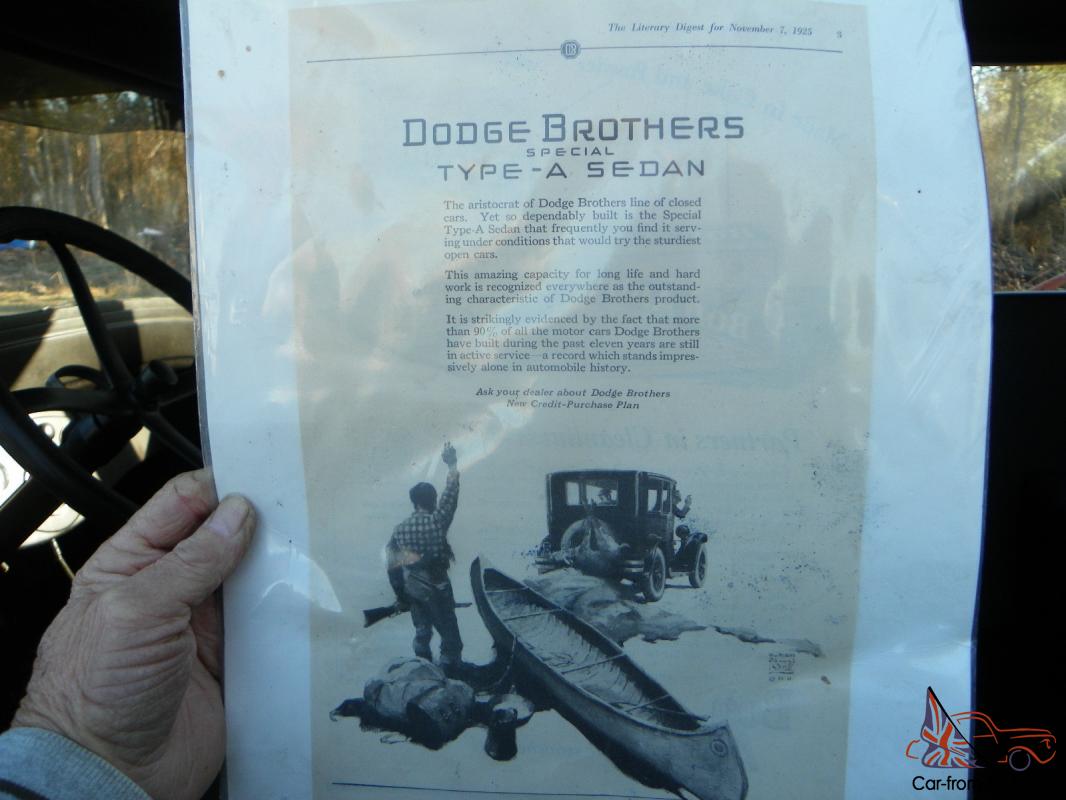 The Literary Digest for November 7, 1925 3
DB
DODGE BROTHERS
SPECIAL
TYPE-A SEDAN
The aristocrat of Dodge Brothers line of closed
cars. Yet so dependably built is the Special
Type-A Sedan that frequently you find it serv-
ing under conditions that would try the sturdiest
open cars.
This amazing capacity for long life and hard
work is recognized everywhere as the outstand-
ing characteristic of Dodge Brothers product.
It is strikingly evidenced by the fact that more
than 90% of all the motor cars Dodge Brothers
have built during the past eleven years are still
in active service—a record which stands impres-
sively alone in automobile history.
Ask your dealer about Dodge Brothers
New Credit-Purchase Plan
Partners in
Car-from